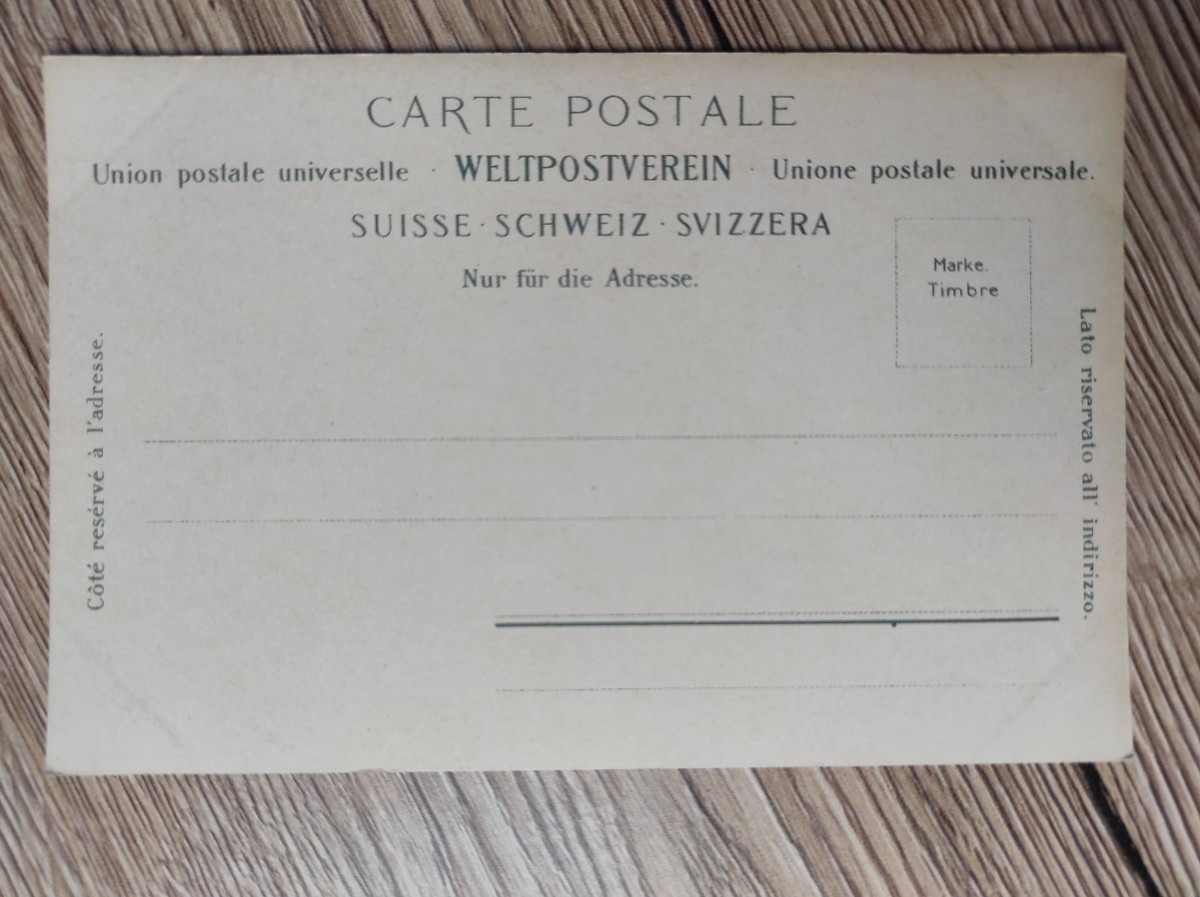 CARTE POSTALE
Union postale universelle · WELTPOSTVEREIN · Unione postale universale.
SUISSE · SCHWEIZ · SVIZZERA
Nur für die Adresse.
Marke.
Timbre
Côté resérvé à l'adresse.
Lato riservato all' indirizzo.